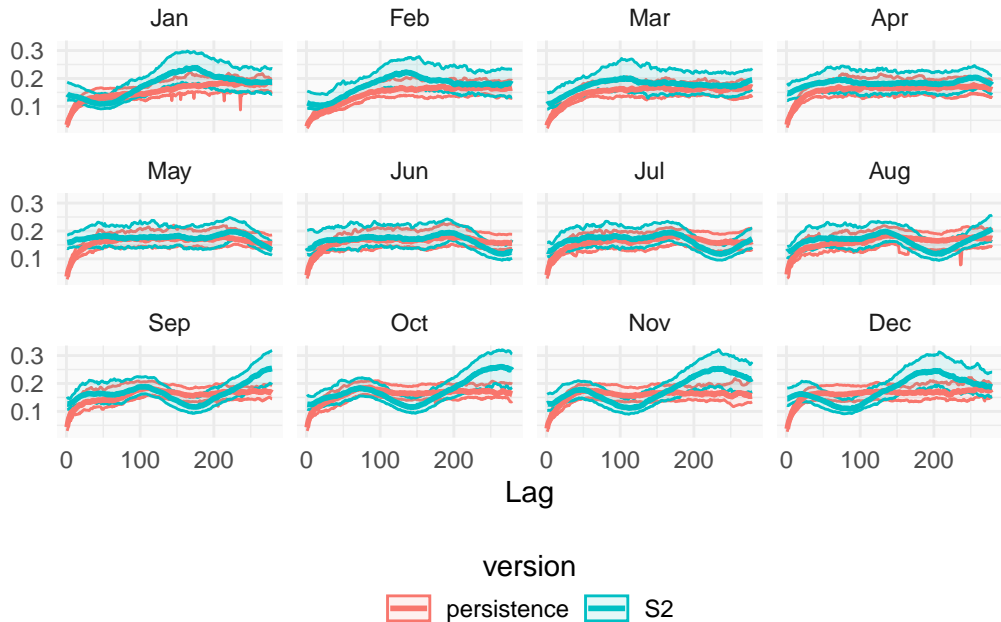 Jan Feb Mar Apr
0.3
0.2
0.1
May Jun Jul Aug
0.3
0.2
0.1
Sep Oct Nov Dec
0.3
0.2
0.1
0 100 200 0 100 200 0 100 200 0 100 200
Lag
version
persistence S2